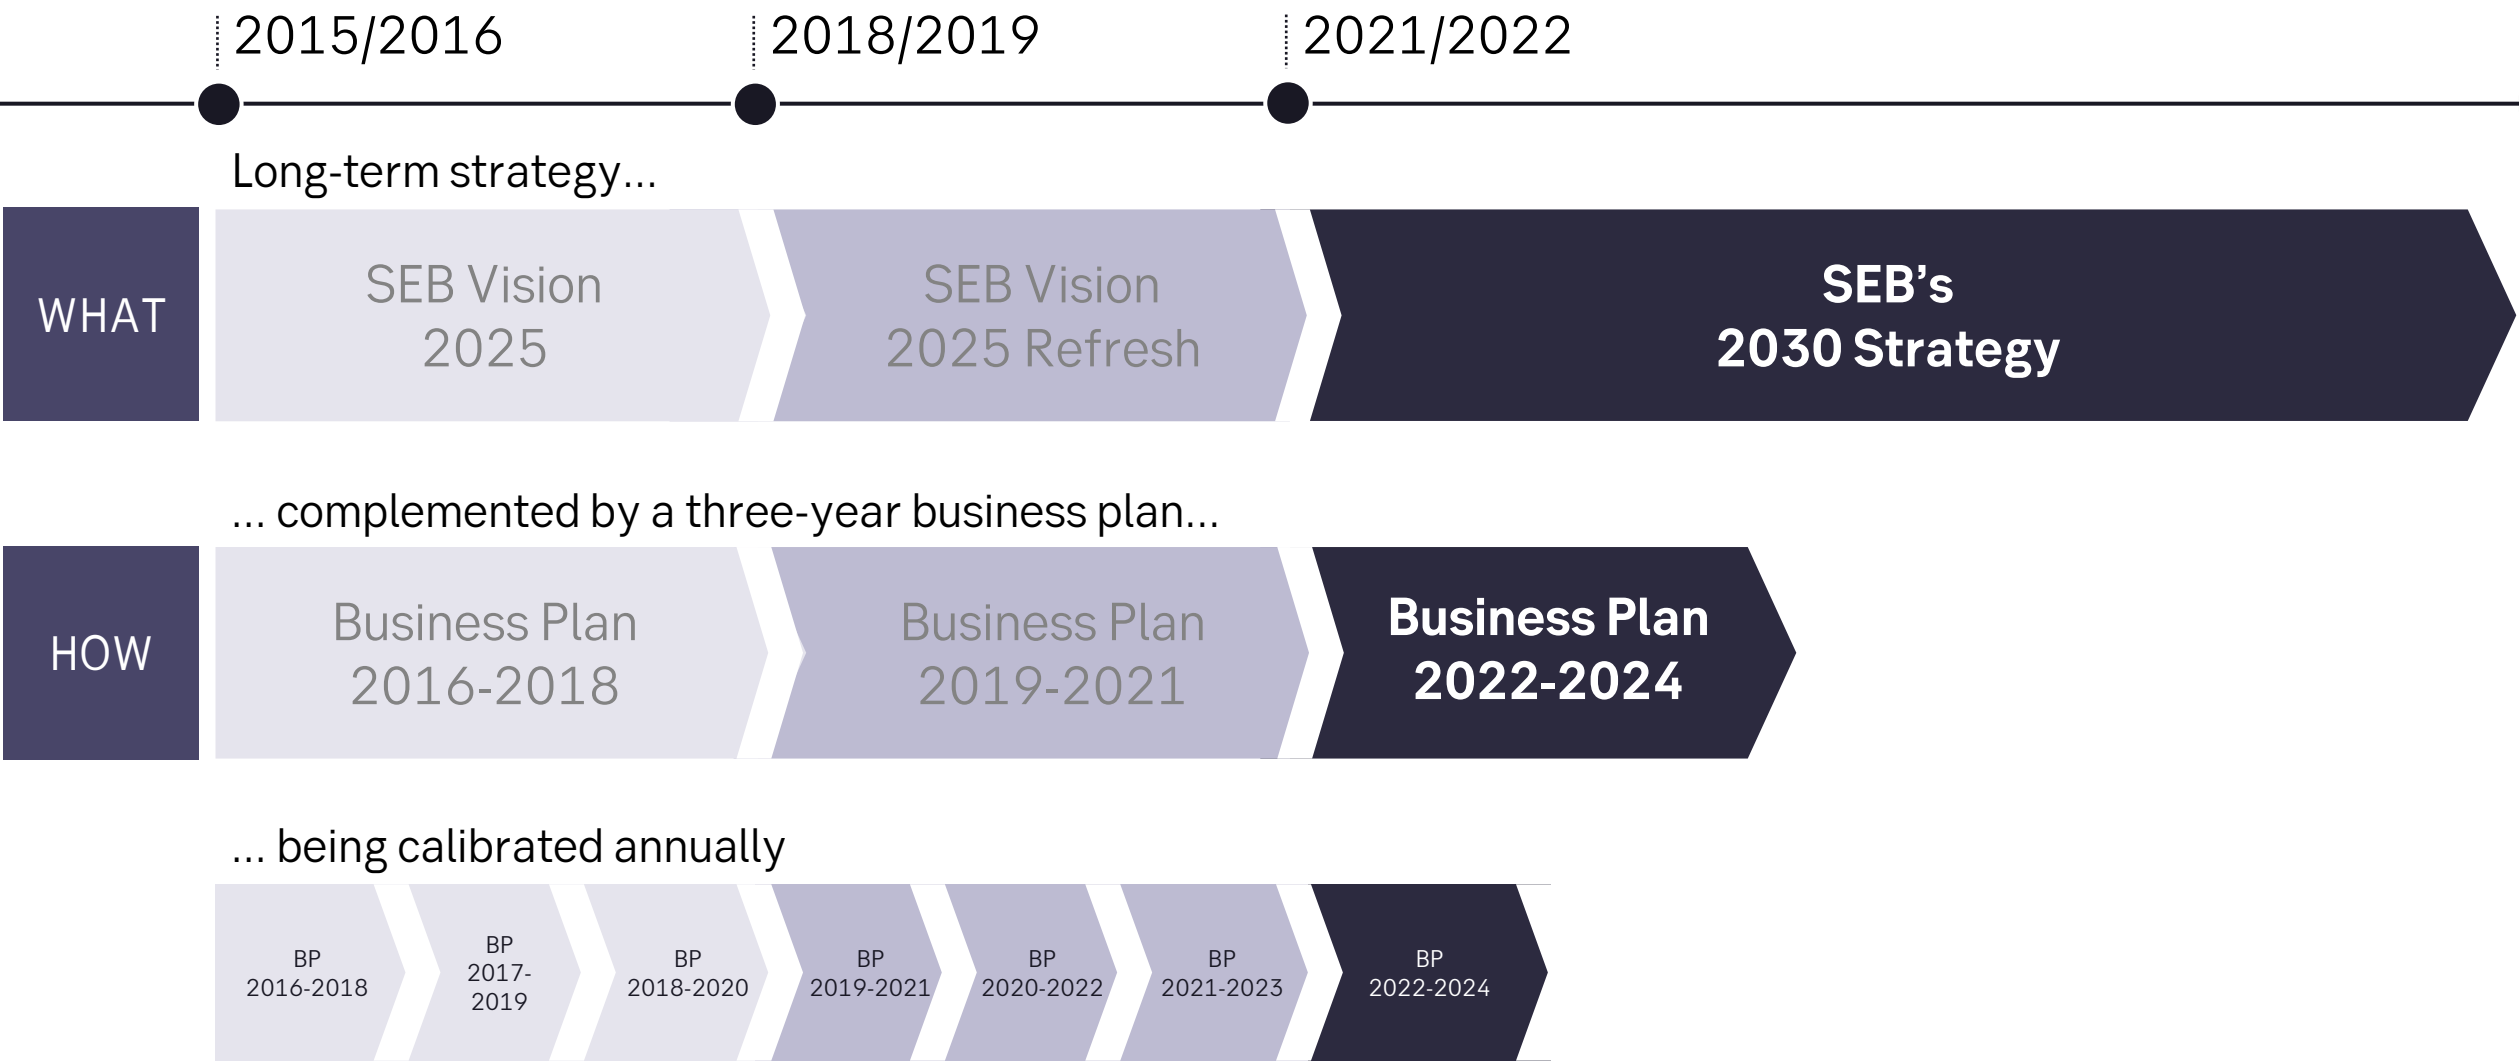 2015/2016
2018/2019
2021/2022
Long-term strategy...
WHAT
SEB Vision
2025
SEB Vision
2025 Refresh
SEB’s
2030 Strategy
... complemented by a three-year business plan...
HOW
Business Plan
2016-2018
Business Plan
2019-2021
Business Plan
2022-2024
... being calibrated annually
BP
2016-2018
BP
2017-
2019
BP
2018-2020
BP
2019-2021
BP
2020-2022
BP
2021-2023
BP
2022-2024